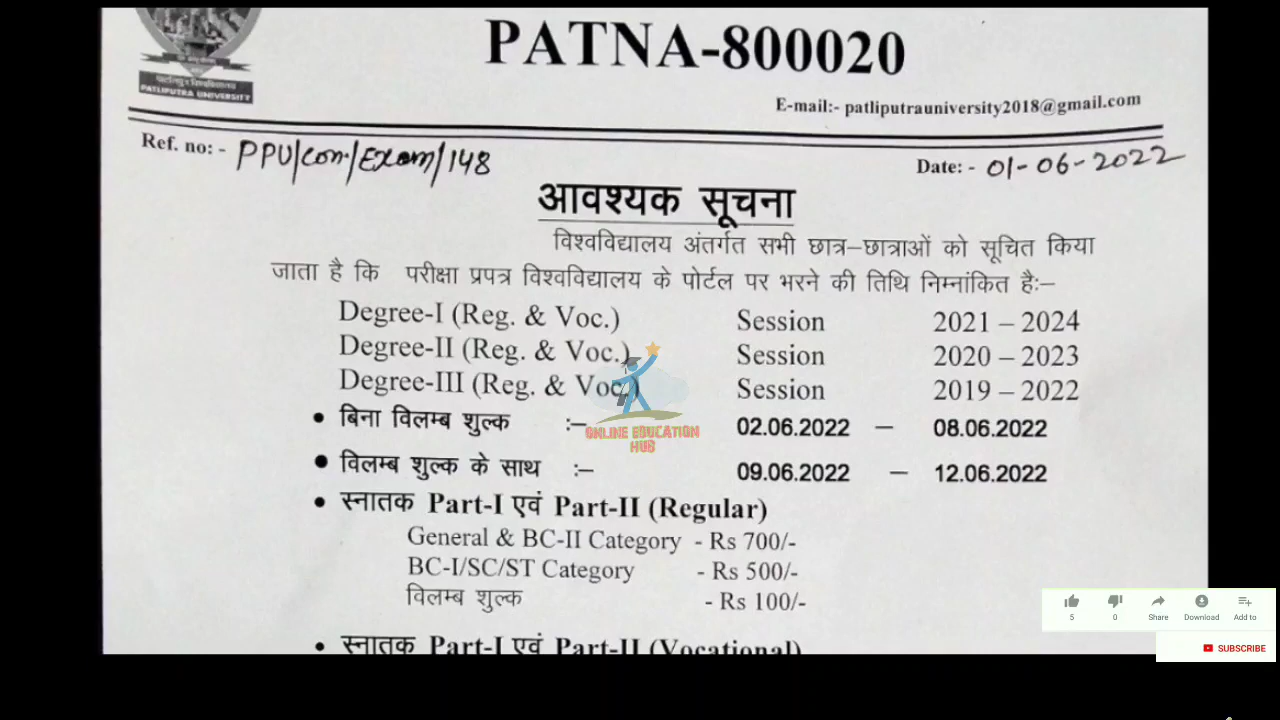 PATNA-800020
पाटलिपुत्र विश्वविद्यालय
PATLIPUTRA UNIVERSITY
E-mail:- patliputrauniversity2018@gmail.com
Ref. no: - PPU/Con./Exam/148
Date: - 01-06-2022
आवश्यक सूचना
विश्वविद्यालय अंतर्गत सभी छात्र–छात्राओं को सूचित किया
जाता है कि परीक्षा प्रपत्र विश्वविद्यालय के पोर्टल पर भरने की तिथि निम्नांकित हैः–
Degree-I (Reg. & Voc.) Session 2021 – 2024
Degree-II (Reg. & Voc.) Session 2020 – 2023
Degree-III (Reg. & Voc.) Session 2019 – 2022
• बिना विलम्ब शुल्क :– 02.06.2022 – 08.06.2022
• विलम्ब शुल्क के साथ :– 09.06.2022 – 12.06.2022
• स्नातक Part-I एवं Part-II (Regular)
General & BC-II Category - Rs 700/-
BC-I/SC/ST Category - Rs 500/-
विलम्ब शुल्क - Rs 100/-
• स्नातक Part-I एवं Part-II (Vocational)
ONLINE EDUCATION
HUB
5 0 Share Download Add to
SUBSCRIBE